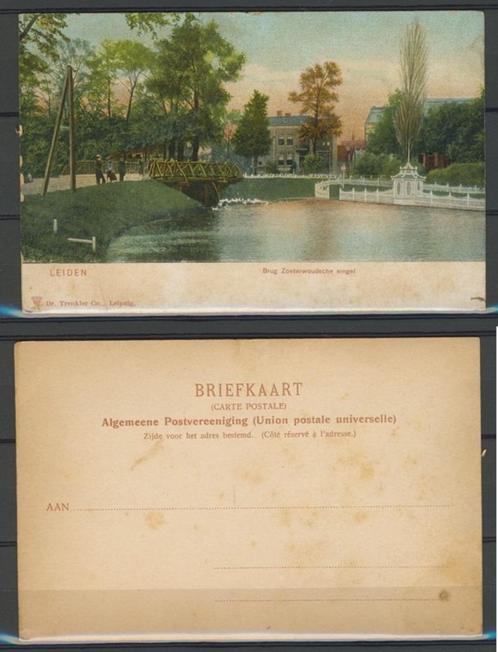 LEIDEN
Brug Zoeterwoudsche singel
Dr. Trenkler Co., Leipzig.
BRIEFKAART
(CARTE POSTALE)
Algemeene Postvereeniging (Union postale universelle)
Zijde voor het adres bestemd. (Côté réservé à l'adresse.)
AAN